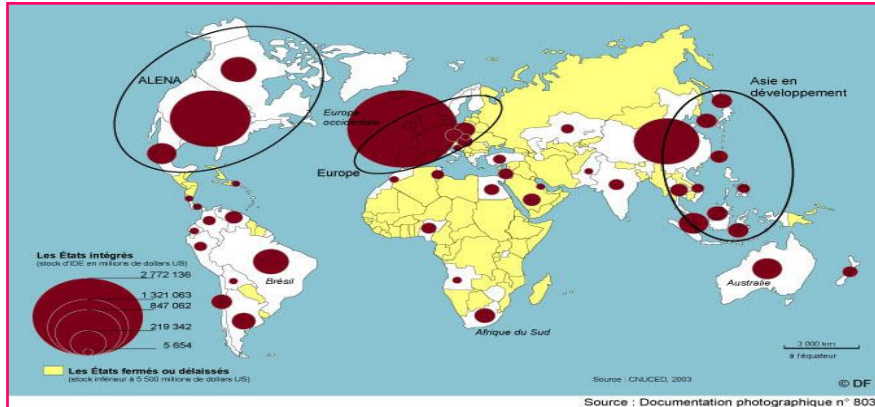 ALENA
Asie en
développement
Europe
occidentale
Europe
Les États intégrés
(stock d'IDE en millions de dollars US)
2 772 136
1 321 063
847 062
219 342
5 654
Brésil
Australie
Afrique du Sud
3 000 km
à l'équateur
Les États fermés ou délaissés
(stock inférieur à 5 500 millions de dollars US)
Source : CNUCED, 2003
© DF
Source : Documentation photographique n° 803